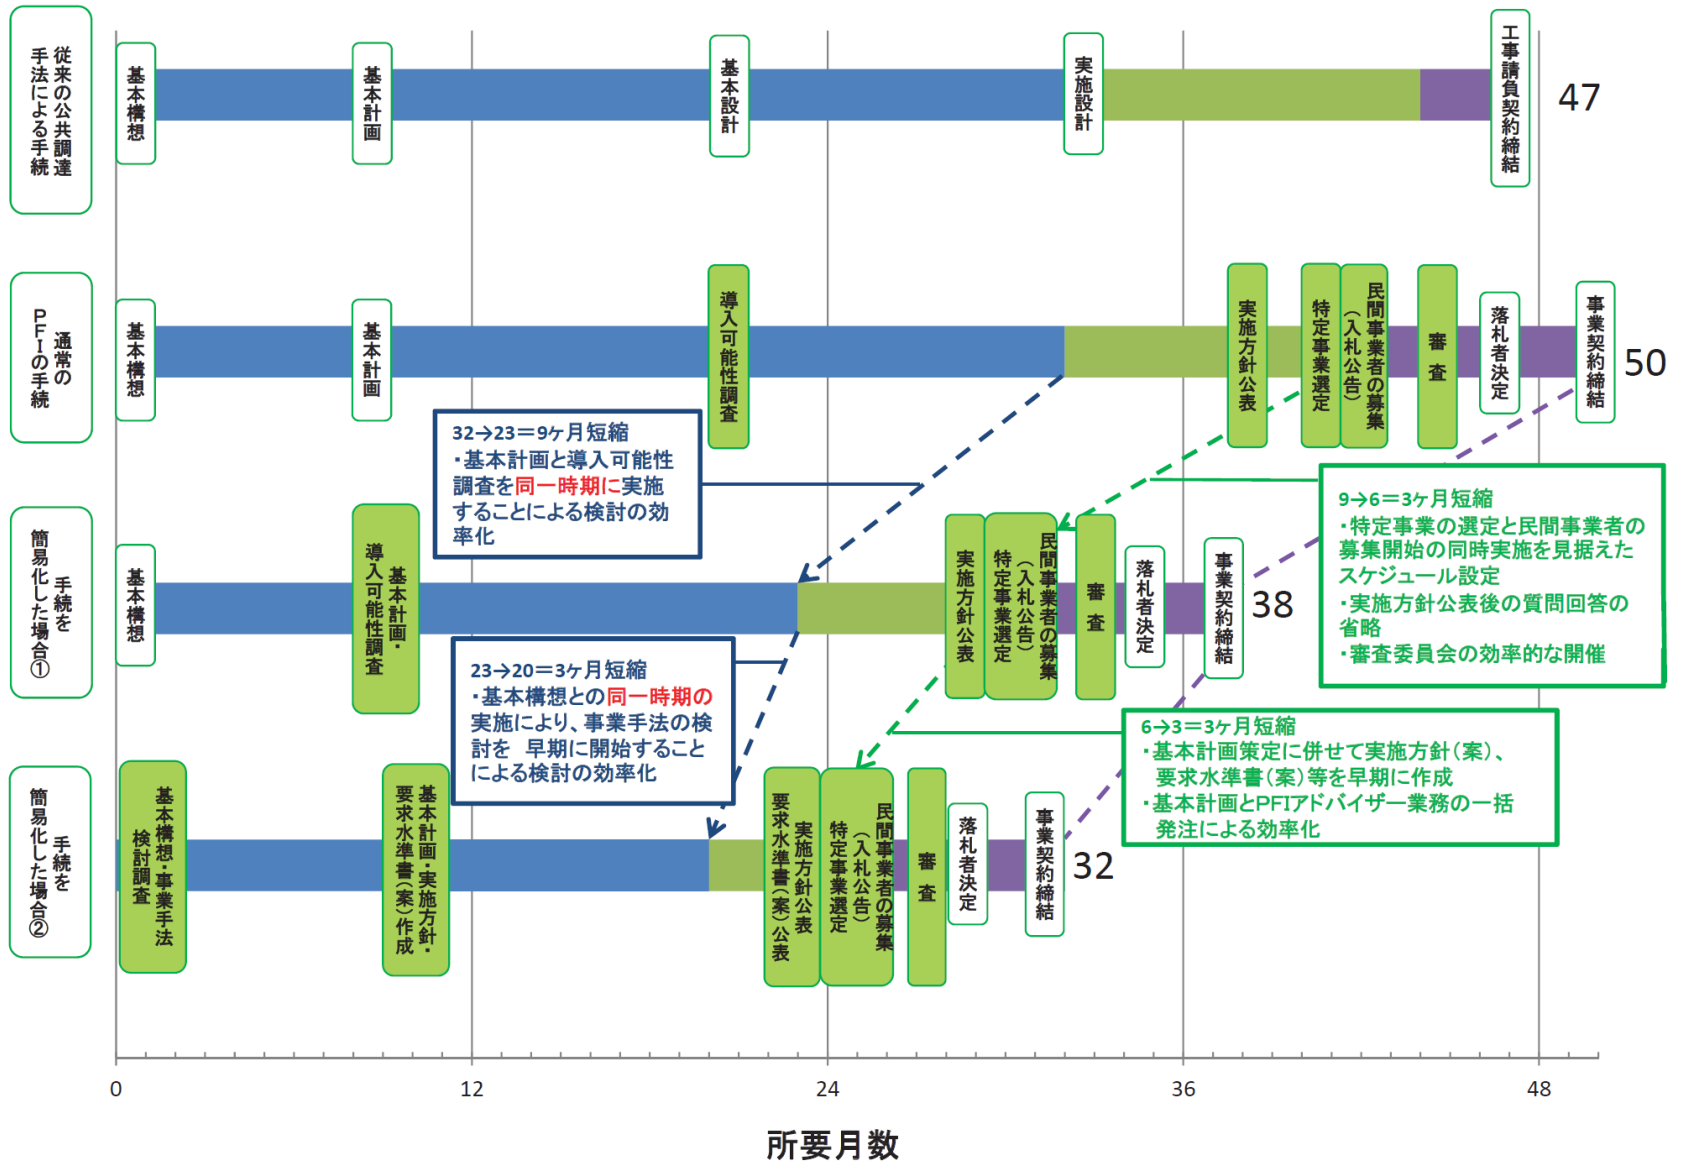 従来の公共調達
手法による手続
基本構想
基本計画
基本設計
実施設計
工事請負契約締結
47
通常の
PFIの手続
基本構想
基本計画
導入可能性調査
実施方針公表
特定事業選定
民間事業者の募集
（入札公告）
審査
落札者決定
事業契約締結
50
32→23＝9ヶ月短縮
・基本計画と導入可能性
調査を同一時期に実施
することによる検討の効
率化
9→6＝3ヶ月短縮
・特定事業の選定と民間事業者の
募集開始の同時実施を見据えた
スケジュール設定
・実施方針公表後の質問回答の
省略
・審査委員会の効率的な開催
手続を
簡易化した場合①
基本構想
基本計画・
導入可能性調査
実施方針公表
民間事業者の募集
（入札公告）
特定事業選定
審査
落札者決定
事業契約締結
38
23→20＝3ヶ月短縮
・基本構想との同一時期の
実施により、事業手法の検
討を　早期に開始すること
による検討の効率化
6→3＝3ヶ月短縮
・基本計画策定に併せて実施方針（案）、
要求水準書（案）等を早期に作成
・基本計画とPFIアドバイザー業務の一括
発注による効率化
手続を
簡易化した場合②
基本構想・事業手法
検討調査
基本計画・実施方針・
要求水準書（案）作成
実施方針公表
要求水準書（案）公表
民間事業者の募集
（入札公告）
特定事業選定
審査
落札者決定
事業契約締結
32
0
12
24
36
48
所要月数